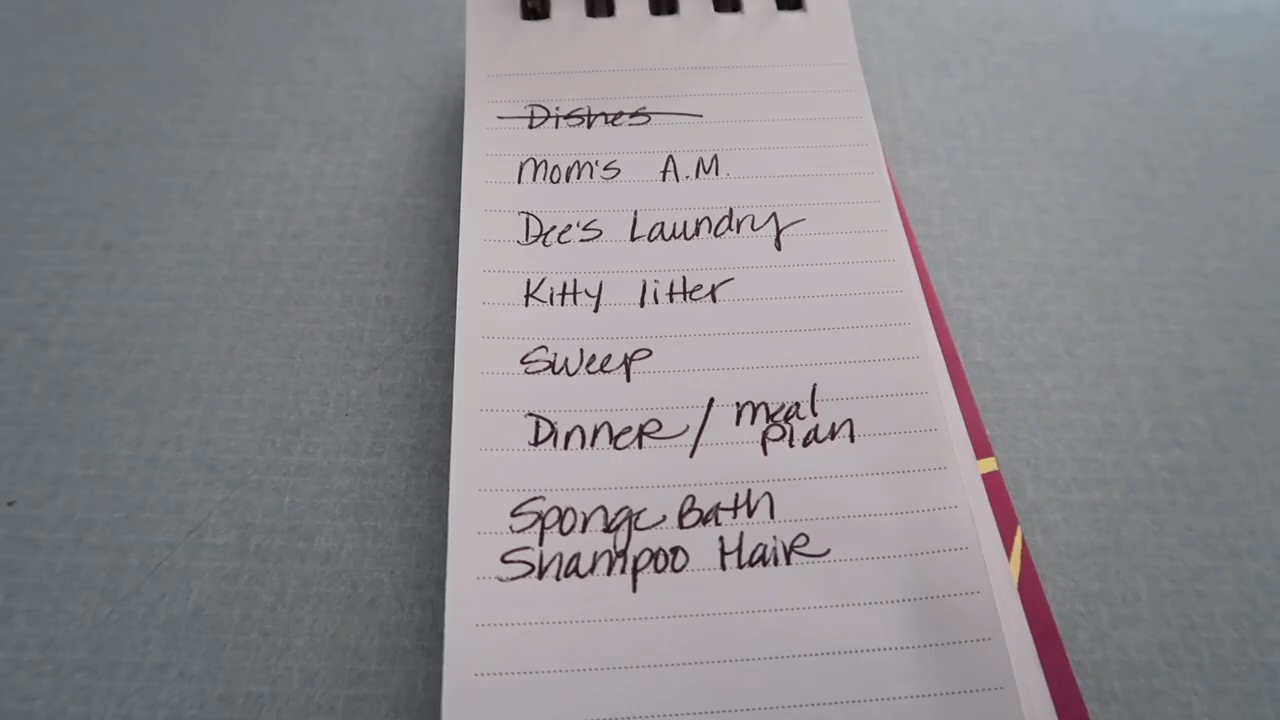 Dishes
Mom's A.M.
Dee's Laundry
Kitty litter
Sweep
Dinner / meal plan
Sponge Bath
Shampoo Hair